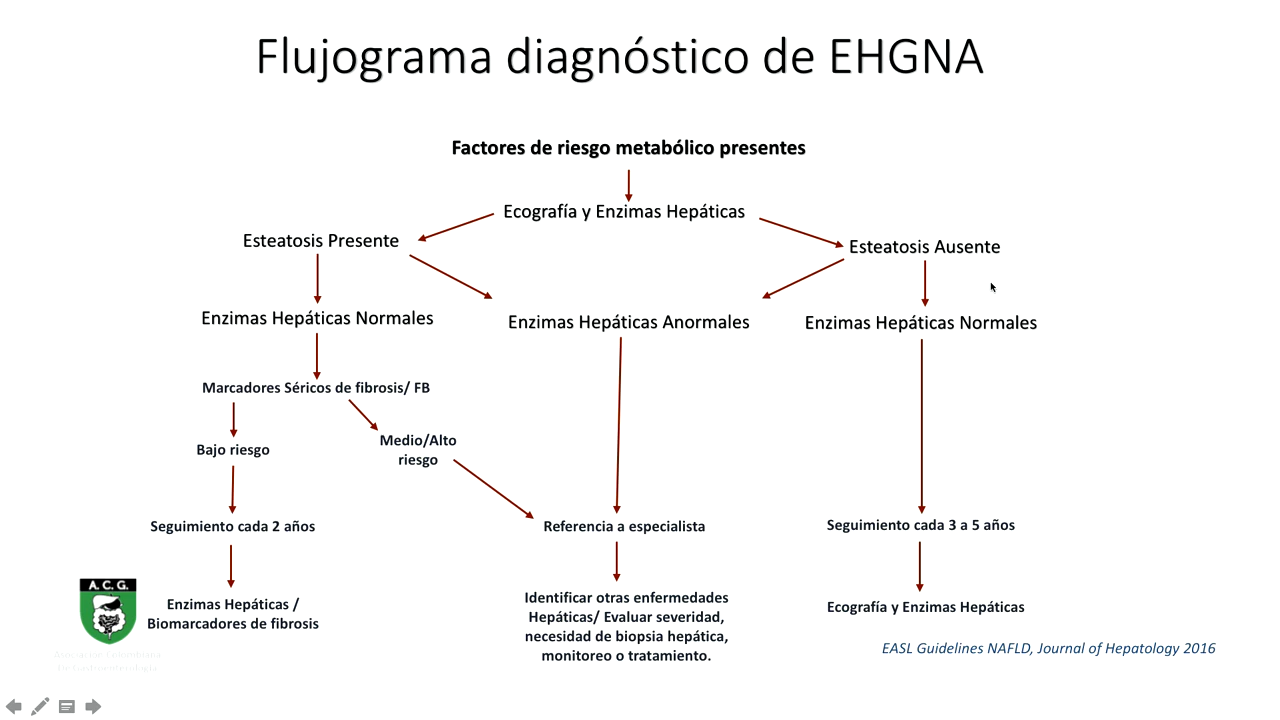 Flujograma diagnóstico de EHGNA
Factores de riesgo metabólico presentes
Ecografía y Enzimas Hepáticas
Esteatosis Presente
Esteatosis Ausente
Enzimas Hepáticas Normales
Enzimas Hepáticas Anormales
Enzimas Hepáticas Normales
Marcadores Séricos de fibrosis/ FB
Bajo riesgo
Medio/Alto
riesgo
Seguimiento cada 2 años
Referencia a especialista
Seguimiento cada 3 a 5 años
A.C.G.
Enzimas Hepáticas /
Biomarcadores de fibrosis
Identificar otras enfermedades
Hepáticas/ Evaluar severidad,
necesidad de biopsia hepática,
monitoreo o tratamiento.
Ecografía y Enzimas Hepáticas
EASL Guidelines NAFLD, Journal of Hepatology 2016